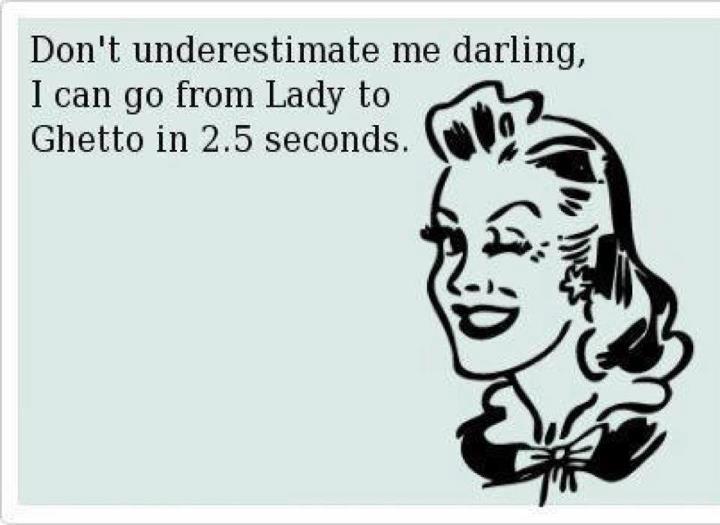 Don't underestimate me darling,
I can go from Lady to
Ghetto in 2.5 seconds.